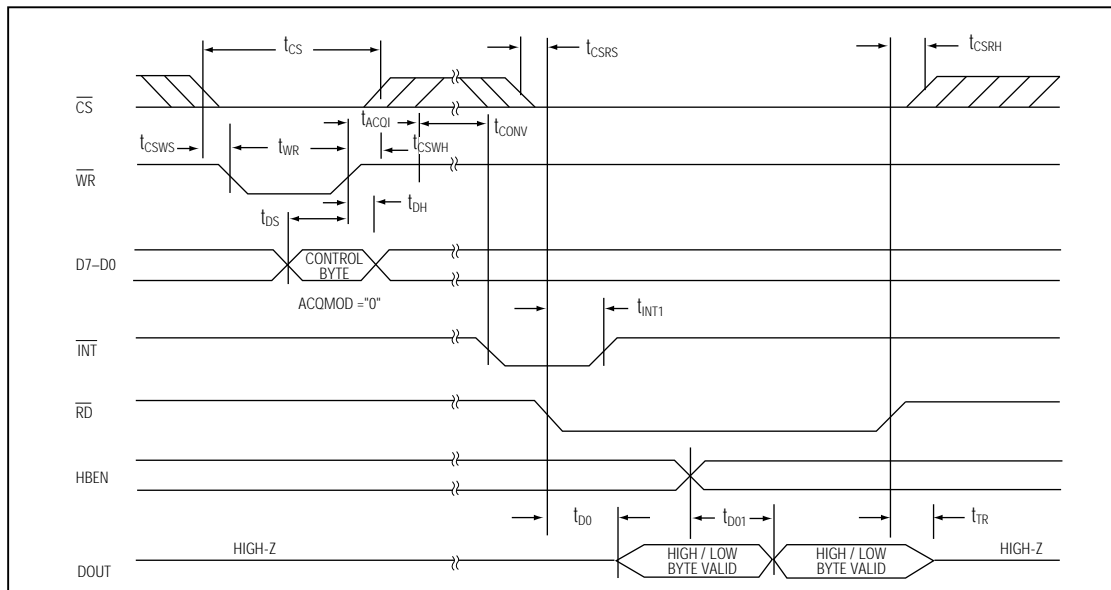 tCS
tCSRS
tCSRH
CS
tACQI
tCONV
tCSWS
tWR
tCSWH
WR
tDS
tDH
D7–D0
CONTROL
BYTE
ACQMOD ="0"
tINT1
INT
RD
HBEN
tD0
tD01
tTR
HIGH-Z
HIGH / LOW
BYTE VALID
HIGH / LOW
BYTE VALID
HIGH-Z
DOUT